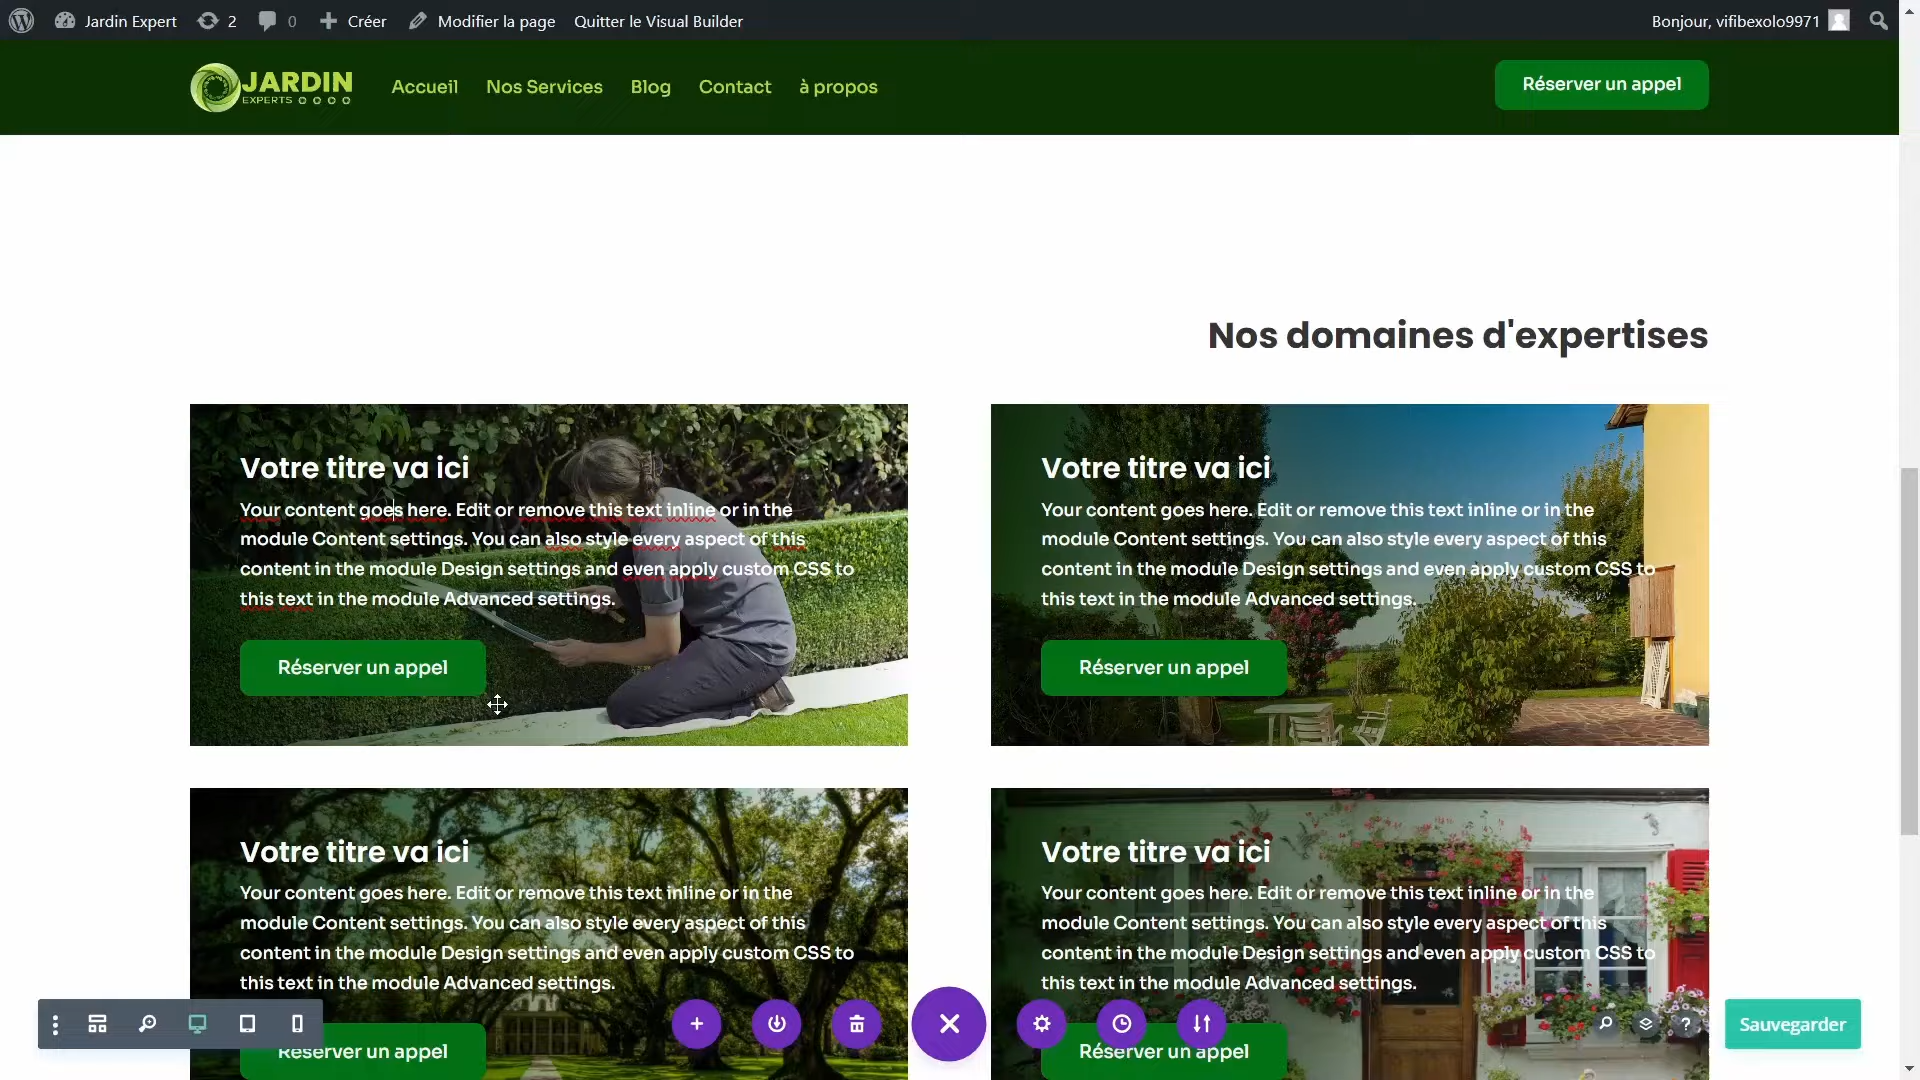 Jardin Expert 2 0 Créer Modifier la page Quitter le Visual Builder Bonjour, vifibexolo9971
JARDIN
EXPERTS
Accueil Nos Services Blog Contact à propos Réserver un appel
Nos domaines d'expertises
Votre titre va ici
Your content goes here. Edit or remove this text inline or in the
module Content settings. You can also style every aspect of this
content in the module Design settings and even apply custom CSS to
this text in the module Advanced settings.
Réserver un appel
Votre titre va ici
Your content goes here. Edit or remove this text inline or in the
module Content settings. You can also style every aspect of this
content in the module Design settings and even apply custom CSS to
this text in the module Advanced settings.
Réserver un appel
Votre titre va ici
Your content goes here. Edit or remove this text inline or in the
module Content settings. You can also style every aspect of this
content in the module Design settings and even apply custom CSS to
this text in the module Advanced settings.
Réserver un appel
Votre titre va ici
Your content goes here. Edit or remove this text inline or in the
module Content settings. You can also style every aspect of this
content in the module Design settings and even apply custom CSS to
this text in the module Advanced settings.
Réserver un appel
Sauvegarder